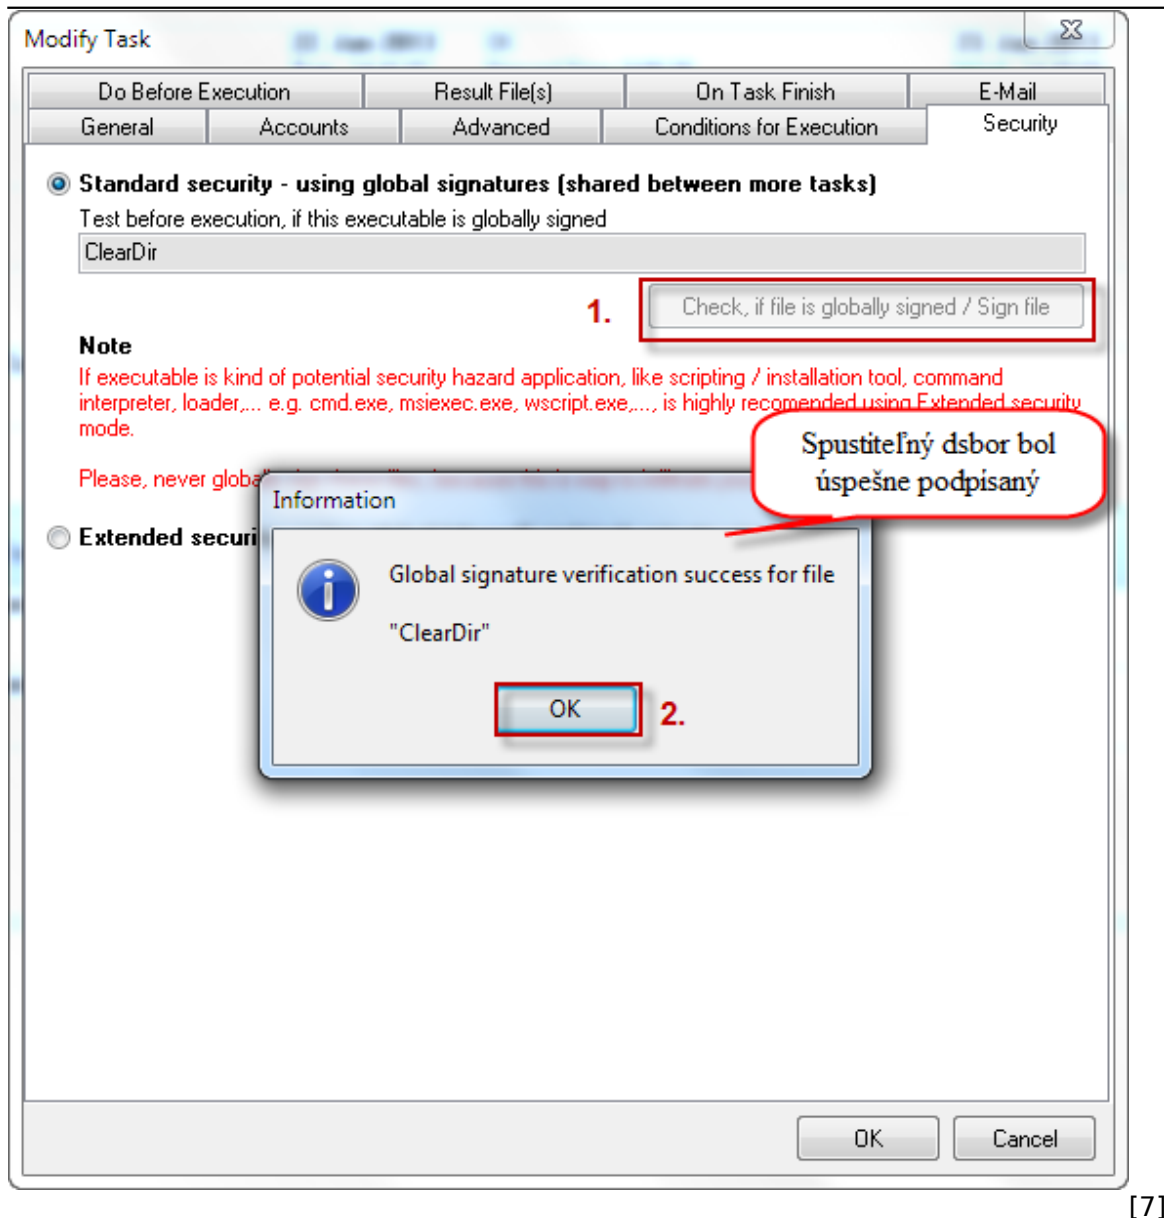 Modify Task
Do Before Execution
Result File(s)
On Task Finish
E-Mail
General
Accounts
Advanced
Conditions for Execution
Security
Standard security - using global signatures (shared between more tasks)
Test before execution, if this executable is globally signed
ClearDir
1.
Check, if file is globally signed / Sign file
Note
If executable is kind of potential security hazard application, like scripting / installation tool, command
interpreter, loader,... e.g. cmd.exe, msiexec.exe, wscript.exe,..., is highly recomended using Extended security
mode.
Spustiteľný dsbor bol
úspešne podpísaný
Please, never
Information
Extended
Global signature verification success for file
"ClearDir"
OK
2.
OK
Cancel
[7]